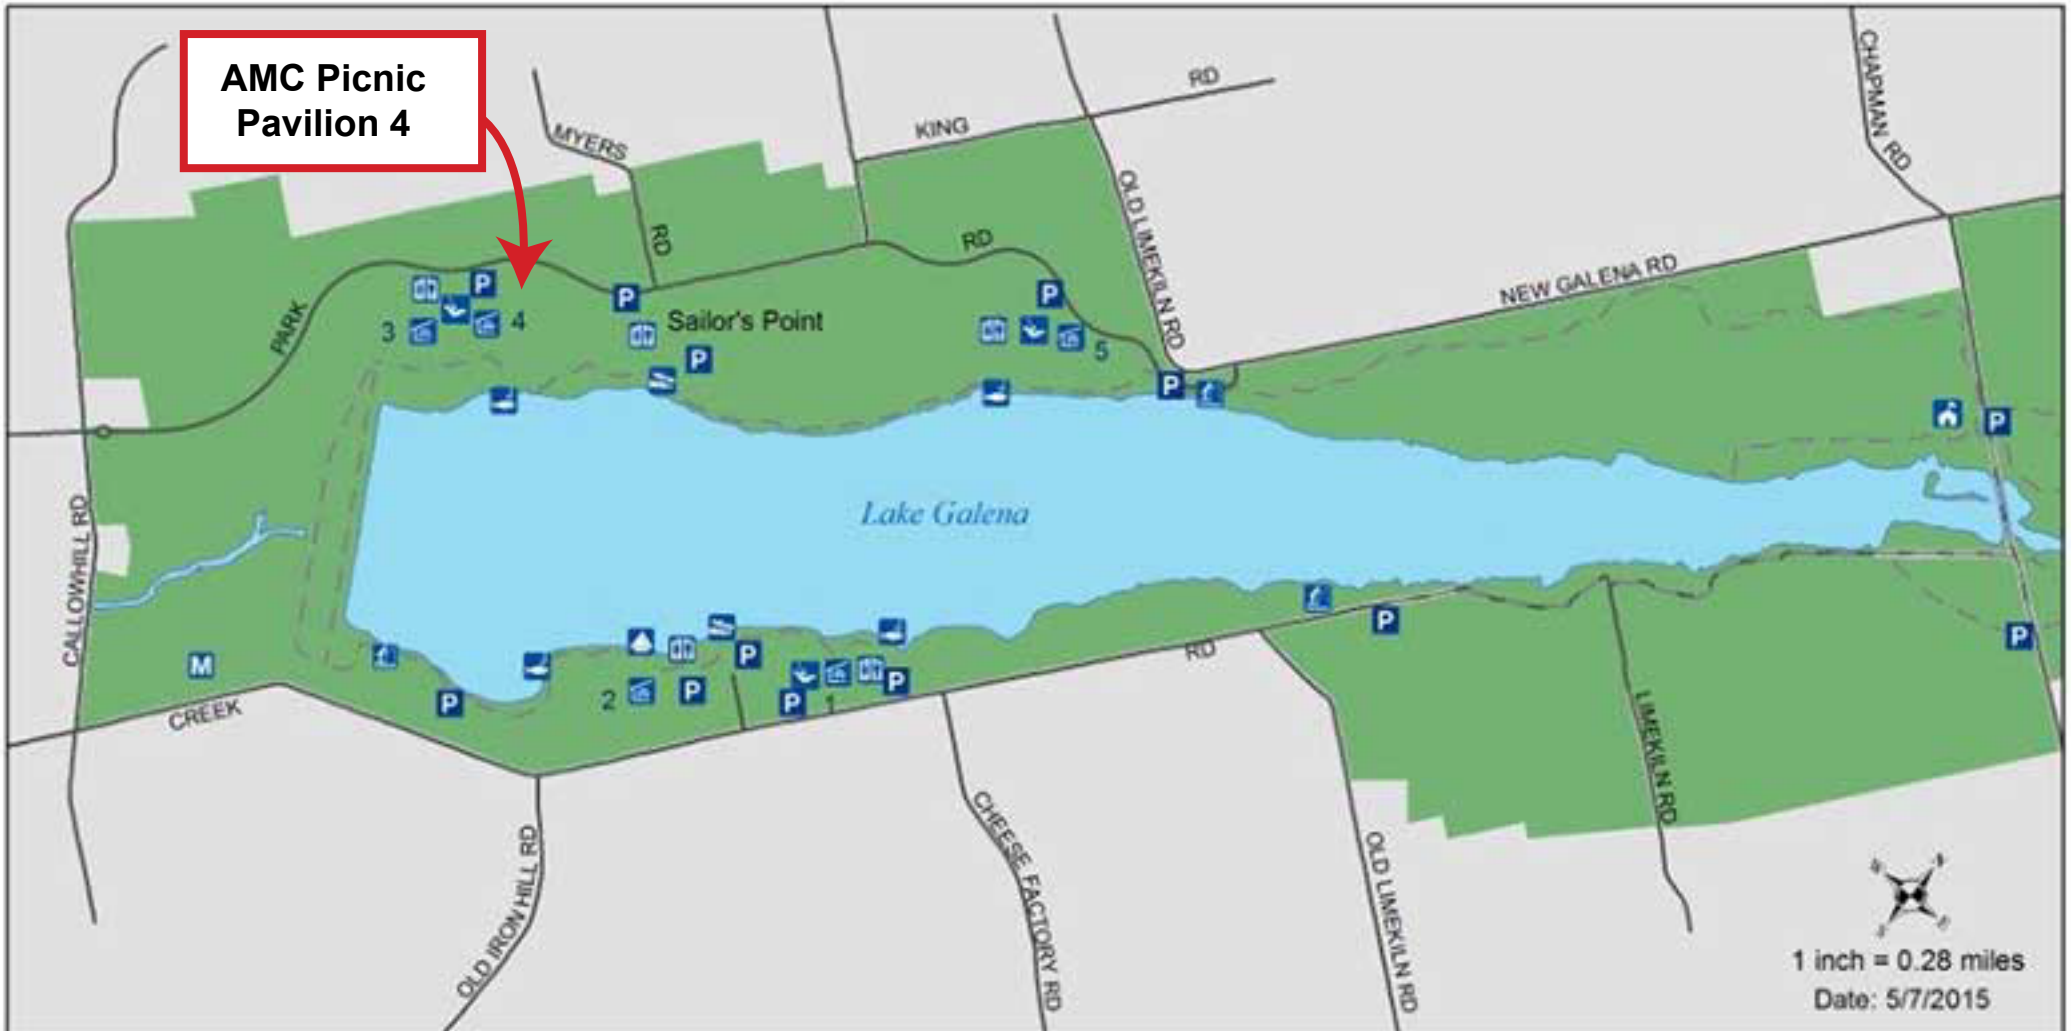 AMC Picnic
Pavilion 4
MYERS
RD
KING
RD
CHAPMAN
RD
OLD LIMEKILN RD
RD
NEW GALENA RD
PARK
P
P
P
3
4
Sailor's Point
P
5
P
P
P
Lake Galena
CALLOWHILL RD
M
CREEK
P
2
P
P
P
1
P
RD
P
P
LIMEKILN RD
OLD IRON HILL RD
CHEESE FACTORY RD
OLD LIMEKILN RD
W
N
S
E
1 inch = 0.28 miles
Date: 5/7/2015